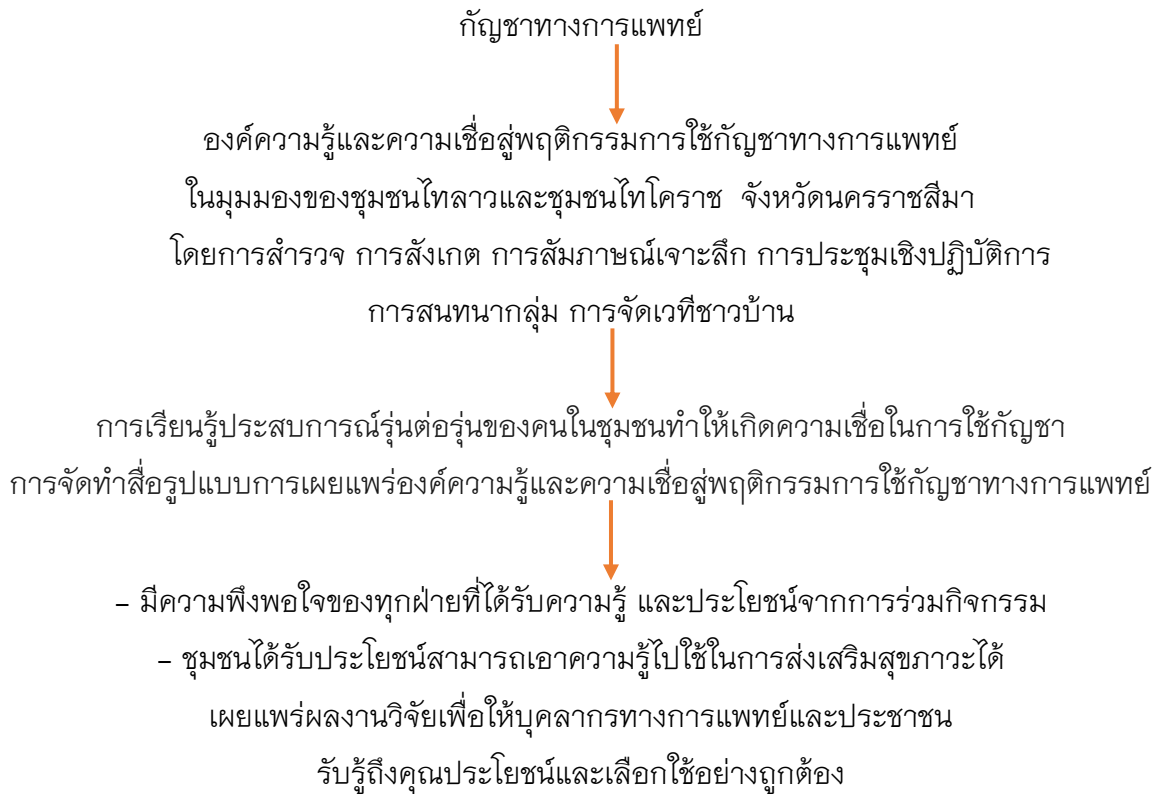 กัญชาทางการแพทย์
องค์ความรู้และความเชื่อสู่พฤติกรรมการใช้กัญชาทางการแพทย์
ในมุมมองของชุมชนไทลาวและชุมชนไทโคราช จังหวัดนครราชสีมา
โดยการสำรวจ การสังเกต การสัมภาษณ์เจาะลึก การประชุมเชิงปฏิบัติการ
การสนทนากลุ่ม การจัดเวทีชาวบ้าน
การเรียนรู้ประสบการณ์รุ่นต่อรุ่นของคนในชุมชนทำให้เกิดความเชื่อในการใช้กัญชา
การจัดทำสื่อรูปแบบการเผยแพร่องค์ความรู้และความเชื่อสู่พฤติกรรมการใช้กัญชาทางการแพทย์
– มีความพึงพอใจของทุกฝ่ายที่ได้รับความรู้ และประโยชน์จากการร่วมกิจกรรม
– ชุมชนได้รับประโยชน์สามารถเอาความรู้ไปใช้ในการส่งเสริมสุขภาวะได้
เผยแพร่ผลงานวิจัยเพื่อให้บุคลากรทางการแพทย์และประชาชน
รับรู้ถึงคุณประโยชน์และเลือกใช้อย่างถูกต้อง